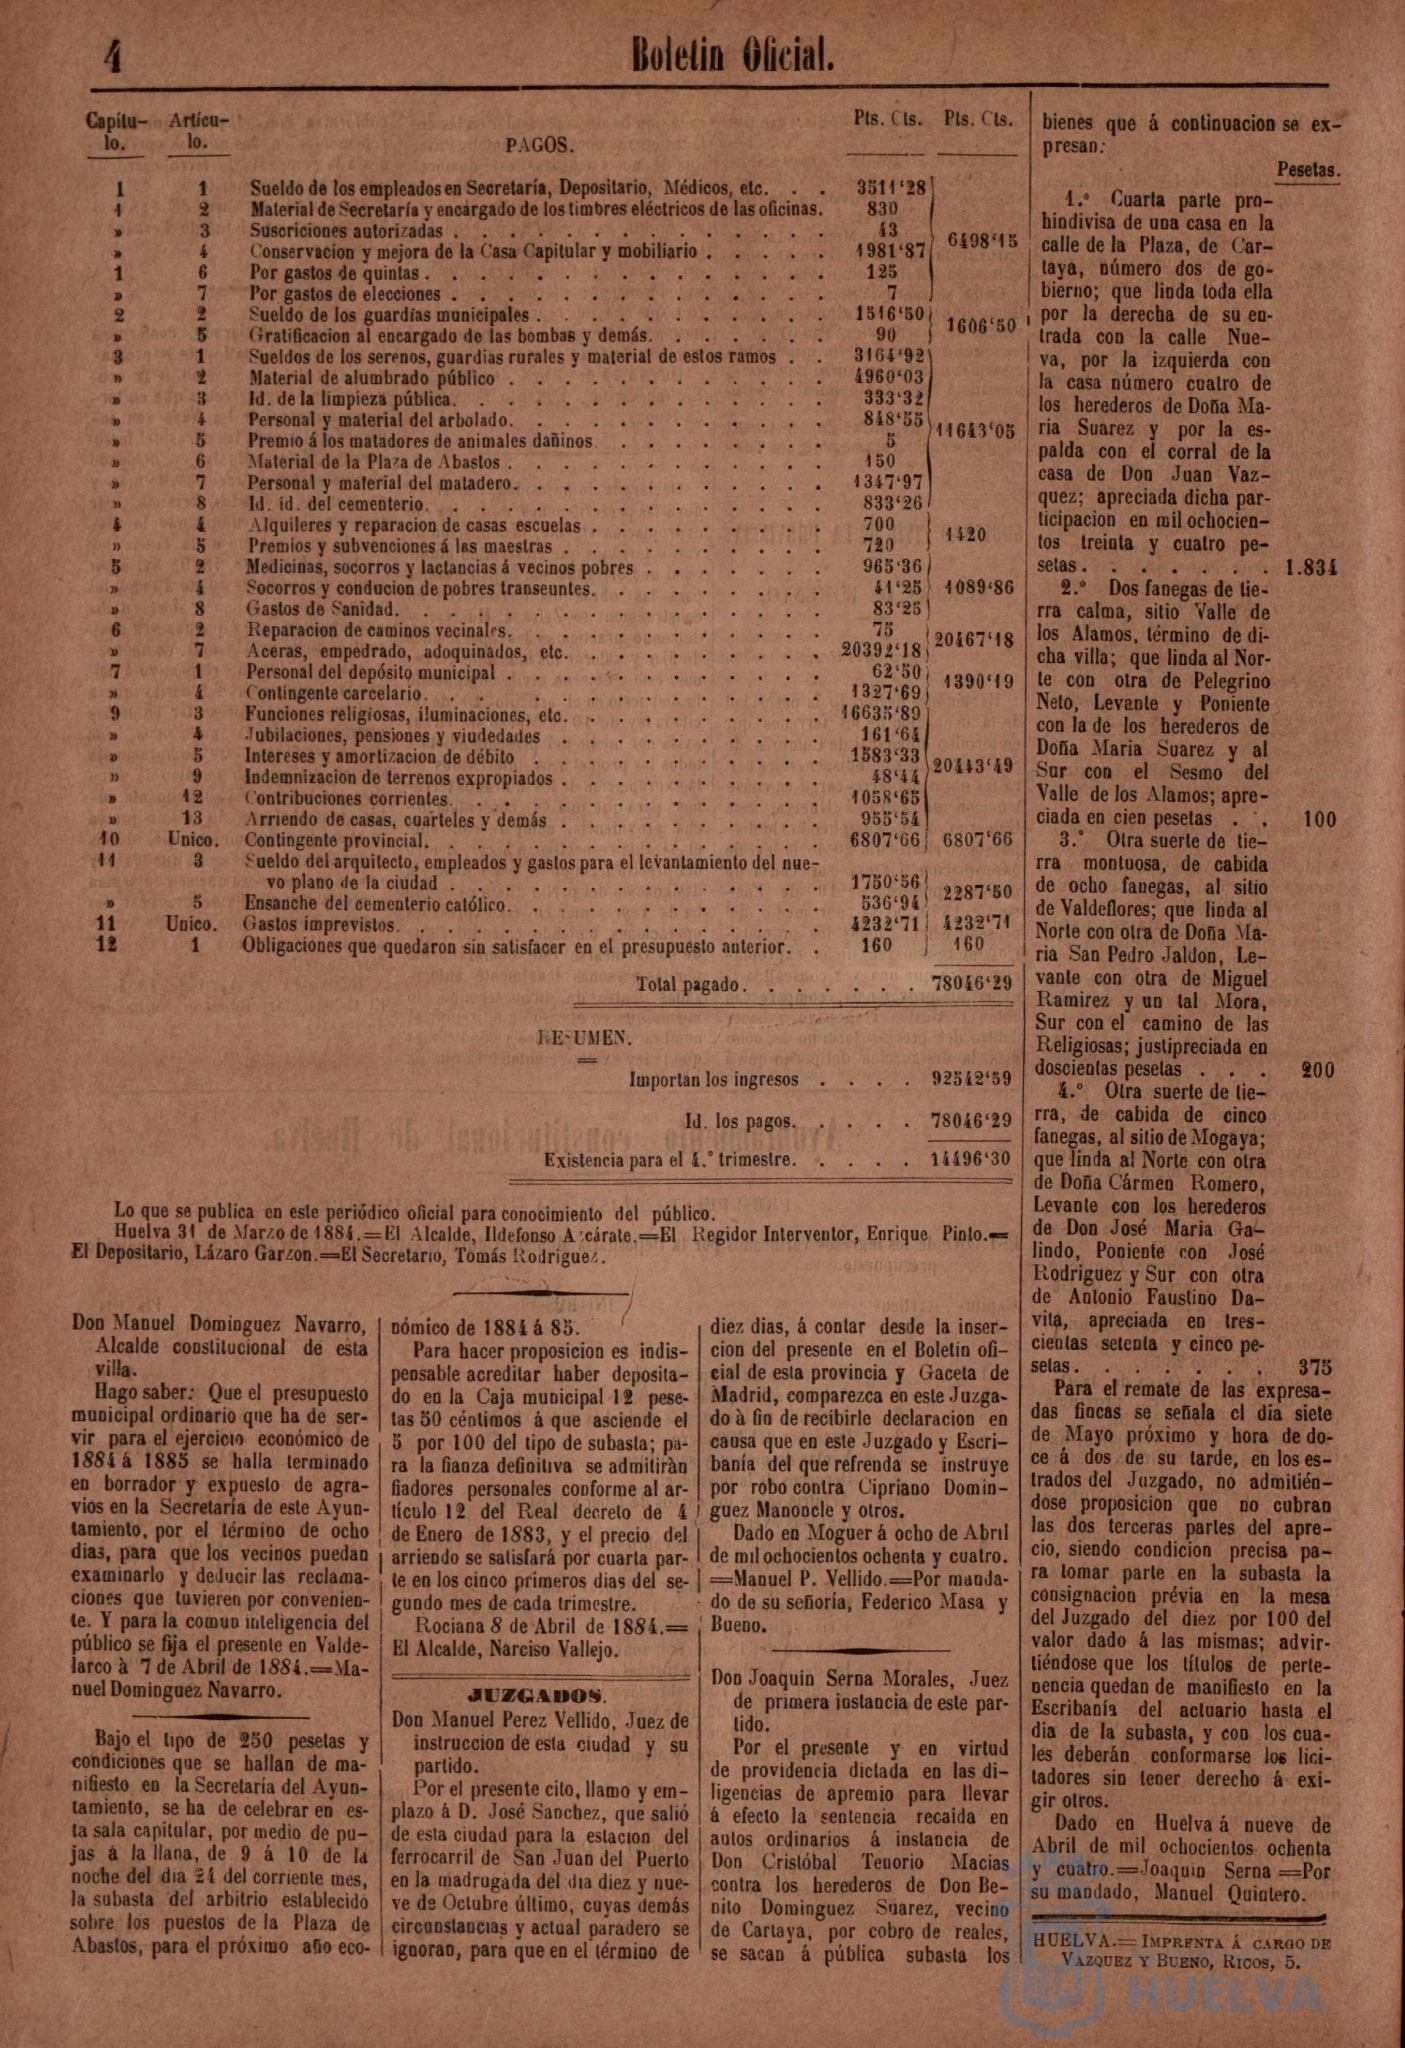 4
Boletin Oficial.
Capítu- Artícu- Pts. Cts. Pts. Cts.
lo. lo. PAGOS.
1 1 Sueldo de los empleados en Secretaría, Depositario, Médicos, etc. . . 3511‘28
1 2 Material de Secretaría y encargado de los timbres eléctricos de las oficinas. 830
» 3 Suscriciones autorizadas . . . . . . . . . . . 43
» 4 Conservacion y mejora de la Casa Capitular y mobiliario . . . . . 1981‘87 6498‘15
1 6 Por gastos de quintas . . . . . . . . . . . 125
» 7 Por gastos de elecciones . . . . . . . . . . . 7
2 2 Sueldo de los guardias municipales . . . . . . . . . 1516‘50
» 5 Gratificacion al encargado de las bombas y demás. . . . . . . 90 1606‘50
3 1 Sueldos de los serenos, guardias rurales y material de estos ramos . . 3164‘92
» 2 Material de alumbrado público . . . . . . . . . . 4960‘03
» 3 Id. de la limpieza pública. . . . . . . . . . . 333‘32
» 4 Personal y material del arbolado. . . . . . . . . . 848‘55
» 5 Premio á los matadores de animales dañinos . . . . . . . 5 11643‘05
» 6 Material de la Plaza de Abastos . . . . . . . . . . 150
» 7 Personal y material del matadero. . . . . . . . . . 1347‘97
» 8 Id. id. del cementerio. . . . . . . . . . . . 833‘26
4 4 Alquileres y reparacion de casas escuelas . . . . . . . . 700
» 5 Premios y subvenciones á las maestras . . . . . . . . 720 1420
5 2 Medicinas, socorros y lactancias á vecinos pobres . . . . . . 965‘36
» 4 Socorros y conducion de pobres transeuntes. . . . . . . . 41‘25 1089‘86
» 8 Gastos de Sanidad. . . . . . . . . . . . . 83‘25
6 2 Reparacion de caminos vecinales. . . . . . . . . . 75
» 7 Aceras, empedrado, adoquinados, etc. . . . . . . . . 20392‘18 20467‘18
7 1 Personal del depósito municipal . . . . . . . . . . 62‘50
» 4 Contingente carcelario. . . . . . . . . . . . 1327‘69 1390‘19
9 3 Funciones religiosas, iluminaciones, etc. . . . . . . . . 16635‘89
» 4 Jubilaciones, pensiones y viudedades . . . . . . . . . 161‘64
» 5 Intereses y amortizacion de débito . . . . . . . . . 1583‘33
» 9 Indemnizacion de terrenos expropiados . . . . . . . . 48‘44 20443‘49
» 12 Contribuciones corrientes. . . . . . . . . . . 1058‘65
» 13 Arriendo de casas, cuarteles y demás . . . . . . . . 955‘54
10 Unico. Contingente provincial. . . . . . . . . . . . 6807‘66 6807‘66
11 3 Sueldo del arquitecto, empleados y gastos para el levantamiento del nue-
vo plano de la ciudad . . . . . . . . . . . 1750‘56
» 5 Ensanche del cementerio católico. . . . . . . . . . 536‘94 2287‘50
11 Unico. Gastos imprevistos. . . . . . . . . . . . . 4232‘71 4232‘71
12 1 Obligaciones que quedaron sin satisfacer en el presupuesto anterior. . 160 160
Total pagado. . . . . . . 78046‘29
RESUMEN.
Importan los ingresos . . . . 92542‘59
Id. los pagos. . . . . 78046‘29
Existencia para el 4.° trimestre. . . . . 14496‘30
Lo que se publica en este periódico oficial para conocimiento del público.
Huelva 31 de Marzo de 1884.=El Alcalde, Ildefonso Azcárate.=El Regidor Interventor, Enrique Pinto.=
El Depositario, Lázaro Garzon.=El Secretario, Tomás Rodriguez.
Don Manuel Dominguez Navarro,
Alcalde constitucional de esta
villa.
Hago saber: Que el presupuesto
municipal ordinario que ha de ser-
vir para el ejercicio económico de
1884 á 1885 se halla terminado
en borrador y expuesto de agra-
vios en la Secretaría de este Ayun-
tamiento, por el término de ocho
dias, para que los vecinos puedan
examinarlo y deducir las reclama-
ciones que tuvieren por convenien-
te. Y para la comun inteligencia del
público se fija el presente en Valde-
larco à 7 de Abril de 1884.=Ma-
nuel Dominguez Navarro.
Bajo el tipo de 250 pesetas y
condiciones que se hallan de ma-
nifiesto en la Secretaría del Ayun-
tamiento, se ha de celebrar en es-
ta sala capitular, por medio de pu-
jas á la llana, de 9 á 10 de la
noche del dia 24 del corriente mes,
la subasta del arbitrio establecido
sobre los puestos de la Plaza de
Abastos, para el próximo año eco-
nómico de 1884 á 85.
Para hacer proposicion es indis-
pensable acreditar haber deposita-
do en la Caja municipal 12 pese-
tas 50 céntimos á que asciende el
5 por 100 del tipo de subasta; pa-
ra la fianza definitiva se admitiràn
fiadores personales conforme al ar-
tículo 12 del Real decreto de 4
de Enero de 1883, y el precio del
arriendo se satisfará por cuarta par-
te en los cinco primeros dias del se-
gundo mes de cada trimestre.
Rociana 8 de Abril de 1884.=
El Alcalde, Narciso Vallejo.
JUZGADOS.
Don Manuel Perez Vellido, Juez de
instruccion de esta ciudad y su
partido.
Por el presente cito, llamo y em-
plazo á D. José Sanchez, que salió
de esta ciudad para la estacion del
ferrocarril de San Juan del Puerto
en la madrugada del dia diez y nue-
ve de Octubre último, cuyas demás
circunstancias y actual paradero se
ignoran, para que en el término de
diez dias, á contar desde la inser-
cion del presente en el Boletin ofi-
cial de esta provincia y Gaceta de
Madrid, comparezca en este Juzga-
do à fin de recibirle declaracion en
causa que en este Juzgado y Escri-
banía del que refrenda se instruye
por robo contra Cipriano Domin-
guez Manoncle y otros.
Dado en Moguer á ocho de Abril
de mil ochocientos ochenta y cuatro.
=Manuel P. Vellido.=Por manda-
do de su señoría, Federico Masa y
Bueno.
Don Joaquin Serna Morales, Juez
de primera instancia de este par-
tido.
Por el presente y en virtud
de providencia dictada en las di-
ligencias de apremio para llevar
á efecto la sentencia recaida en
autos ordinarios á instancia de
Don Cristóbal Tenorio Macias
contra los herederos de Don Be-
nito Dominguez Suarez, vecino
de Cartaya, por cobro de reales,
se sacan á pública subasta los
bienes que á continuacion se ex-
presan:
Pesetas.
1.° Cuarta parte pro-
hindivisa de una casa en la
calle de la Plaza, de Car-
taya, número dos de go-
bierno; que linda toda ella
por la derecha de su en-
trada con la calle Nue-
va, por la izquierda con
la casa número cuatro de
los herederos de Doña Ma-
ria Suarez y por la es-
palda con el corral de la
casa de Don Juan Vaz-
quez; apreciada dicha par-
ticipacion en mil ochocien-
tos treinta y cuatro pe-
setas . . . . . . . 1.834
2.° Dos fanegas de tie-
rra calma, sitio Valle de
los Alamos, término de di-
cha villa; que linda al Nor-
te con otra de Pelegrino
Neto, Levante y Poniente
con la de los herederos de
Doña Maria Suarez y al
Sur con el Sesmo del
Valle de los Alamos; apre-
ciada en cien pesetas . . 100
3.° Otra suerte de tie-
rra montuosa, de cabida
de ocho fanegas, al sitio
de Valdeflores; que linda al
Norte con otra de Doña Ma-
ria San Pedro Jaldon, Le-
vante con otra de Miguel
Ramirez y un tal Mora,
Sur con el camino de las
Religiosas; justipreciada en
doscientas pesetas . . . 200
4.° Otra suerte de tie-
rra, de cabida de cinco
fanegas, al sitio de Mogaya;
que linda al Norte con otra
de Doña Cármen Romero,
Levante con los herederos
de Don José Maria Ga-
lindo, Poniente con José
Rodriguez y Sur con otra
de Antonio Faustino Da-
vita, apreciada en tres-
cientas setenta y cinco pe-
setas. . . . . . . 375
Para el remate de las expresa-
das fincas se señala el dia siete
de Mayo próximo y hora de do-
ce á dos de su tarde, en los es-
trados del Juzgado, no admitién-
dose proposicion que no cubran
las dos terceras partes del apre-
cio, siendo condicion precisa pa-
ra tomar parte en la subasta la
consignacion prévia en la mesa
del Juzgado del diez por 100 del
valor dado á las mismas; advir-
tiéndose que los títulos de perte-
nencia quedan de manifiesto en la
Escribanía del actuario hasta el
dia de la subasta, y con los cua-
les deberán conformarse los lici-
tadores sin tener derecho á exi-
gir otros.
Dado en Huelva á nueve de
Abril de mil ochocientos ochenta
y cuatro.=Joaquin Serna =Por
su mandado, Manuel Quintero.
HUELVA.=IMPRENTA Á CARGO DE
VAZQUEZ Y BUENO, RICOS, 5.
HUELVA